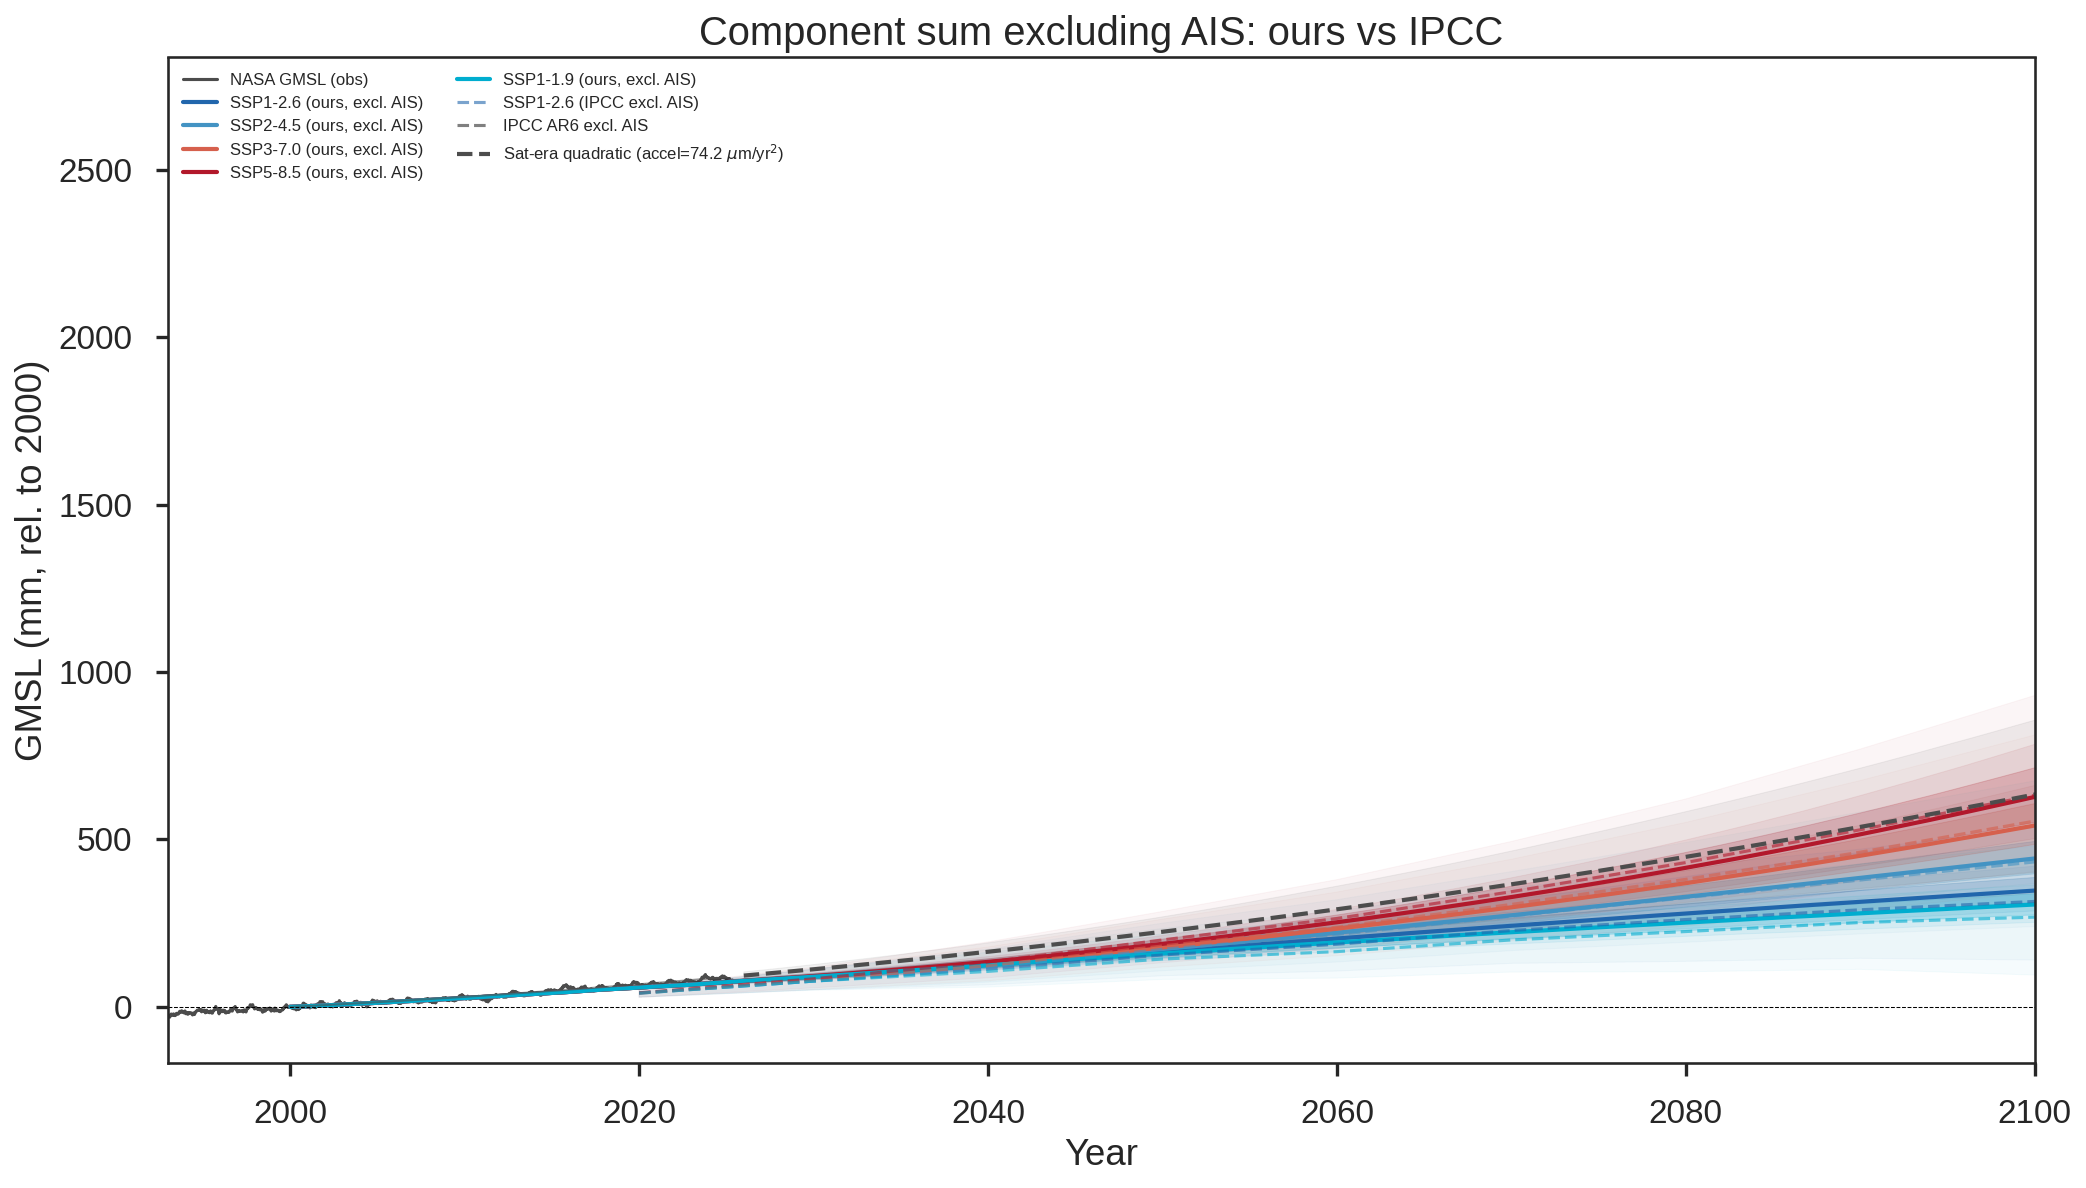 Component sum excluding AIS: ours vs IPCC
NASA GMSL (obs)
SSP1-2.6 (ours, excl. AIS)
SSP2-4.5 (ours, excl. AIS)
SSP3-7.0 (ours, excl. AIS)
SSP5-8.5 (ours, excl. AIS)
SSP1-1.9 (ours, excl. AIS)
SSP1-2.6 (IPCC excl. AIS)
IPCC AR6 excl. AIS
Sat-era quadratic (accel=74.2 μm/yr²)
GMSL (mm, rel. to 2000)
2500
2000
1500
1000
500
0
2000
2020
2040
2060
2080
2100
Year